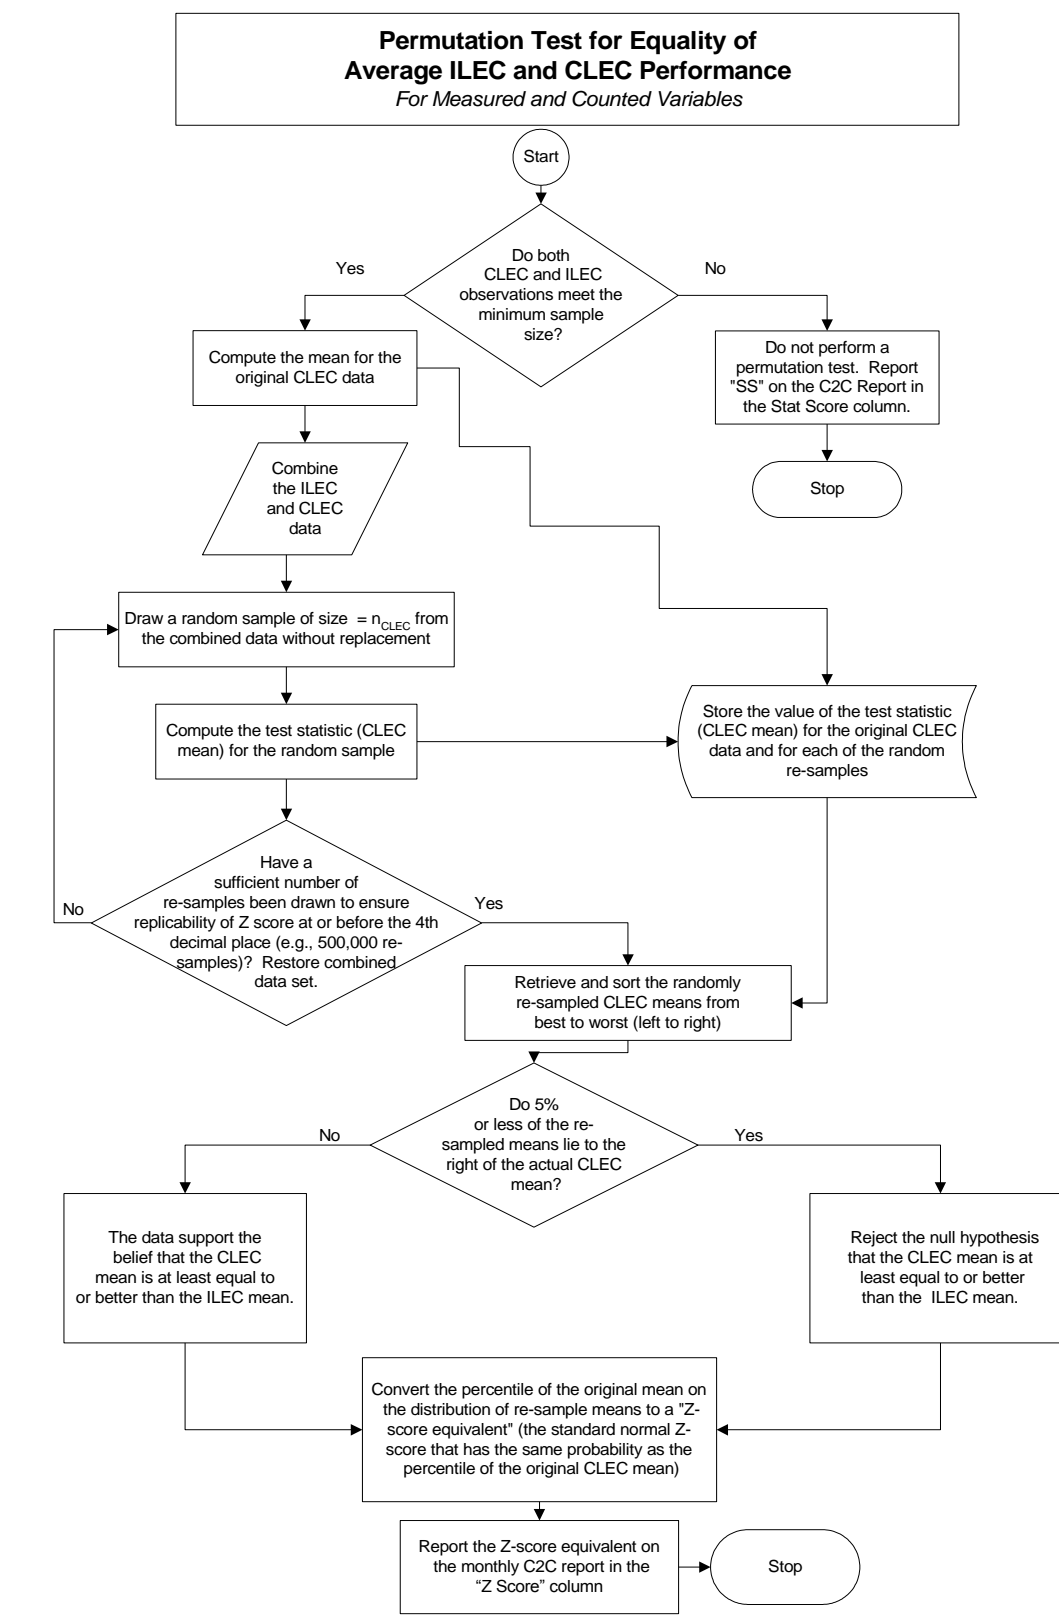 Permutation Test for Equality of
Average ILEC and CLEC Performance
For Measured and Counted Variables
Start
Do both
CLEC and ILEC
observations meet the
minimum sample
size?
Yes
No
Compute the mean for the
original CLEC data
Do not perform a
permutation test.  Report
"SS" on the C2C Report in
the Stat Score column.
Stop
Combine
the ILEC
and CLEC
data
Draw a random sample of size  = nCLEC from
the combined data without replacement
Compute the test statistic (CLEC
mean) for the random sample
Store the value of the test statistic
(CLEC mean) for the original CLEC
data and for each of the random
re-samples
Have a
sufficient number of
re-samples been drawn to ensure
replicability of Z score at or before the 4th
decimal place (e.g., 500,000 re-
samples)?  Restore combined
data set.
No
Yes
Retrieve and sort the randomly
re-sampled CLEC means from
best to worst (left to right)
Do 5%
or less of the re-
sampled means lie to the
right of the actual CLEC
mean?
No
Yes
The data support the
belief that the CLEC
mean is at least equal to
or better than the ILEC mean.
Reject the null hypothesis
that the CLEC mean is at
least equal to or better
than the  ILEC mean.
Convert the percentile of the original mean on
the distribution of re-sample means to a "Z-
score equivalent" (the standard normal Z-
score that has the same probability as the
percentile of the original CLEC mean)
Report the Z-score equivalent on
the monthly C2C report in the
“Z Score” column
Stop